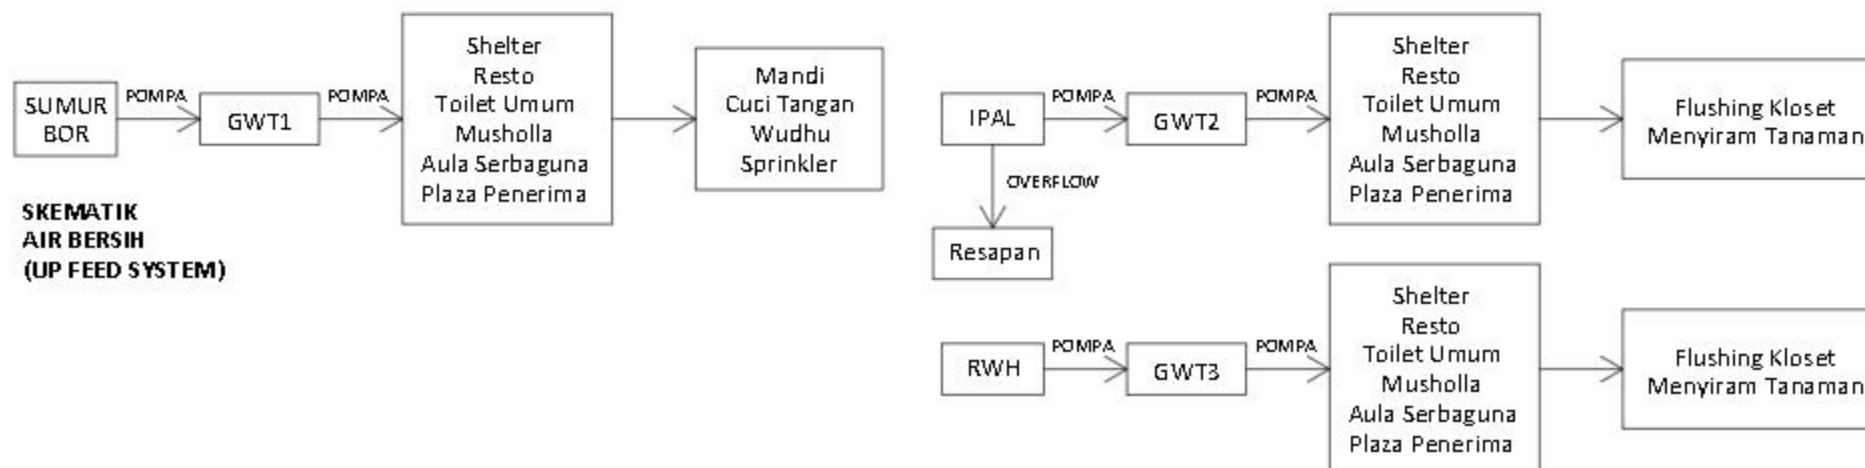 SUMUR
BOR
POMPA
GWT1
POMPA
Shelter
Resto
Toilet Umum
Musholla
Aula Serbaguna
Plaza Penerima
Mandi
Cuci Tangan
Wudhu
Sprinkler
SKEMATIK
AIR BERSIH
(UP FEED SYSTEM)
IPAL
POMPA
GWT2
POMPA
Shelter
Resto
Toilet Umum
Musholla
Aula Serbaguna
Plaza Penerima
Flushing Kloset
Menyiram Tanaman
OVERFLOW
Resapan
RWH
POMPA
GWT3
POMPA
Shelter
Resto
Toilet Umum
Musholla
Aula Serbaguna
Plaza Penerima
Flushing Kloset
Menyiram Tanaman